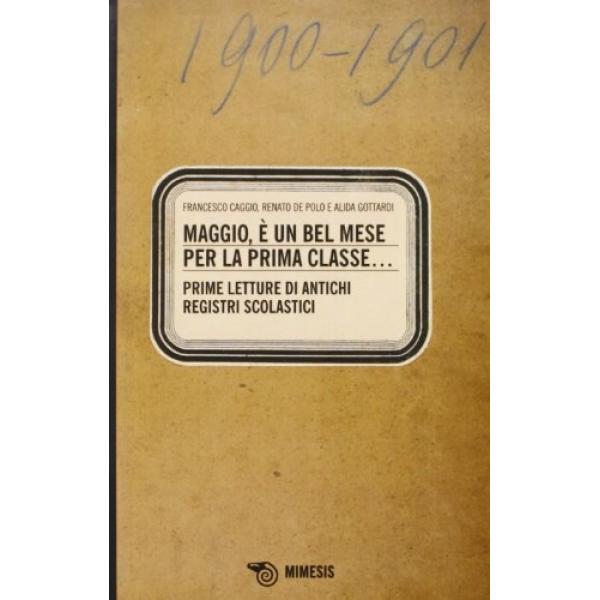 1900-1901
FRANCESCO CAGGIO, RENATO DE POLO E ALIDA GOTTARDI
MAGGIO, È UN BEL MESE
PER LA PRIMA CLASSE...
PRIME LETTURE DI ANTICHI
REGISTRI SCOLASTICI
MIMESIS